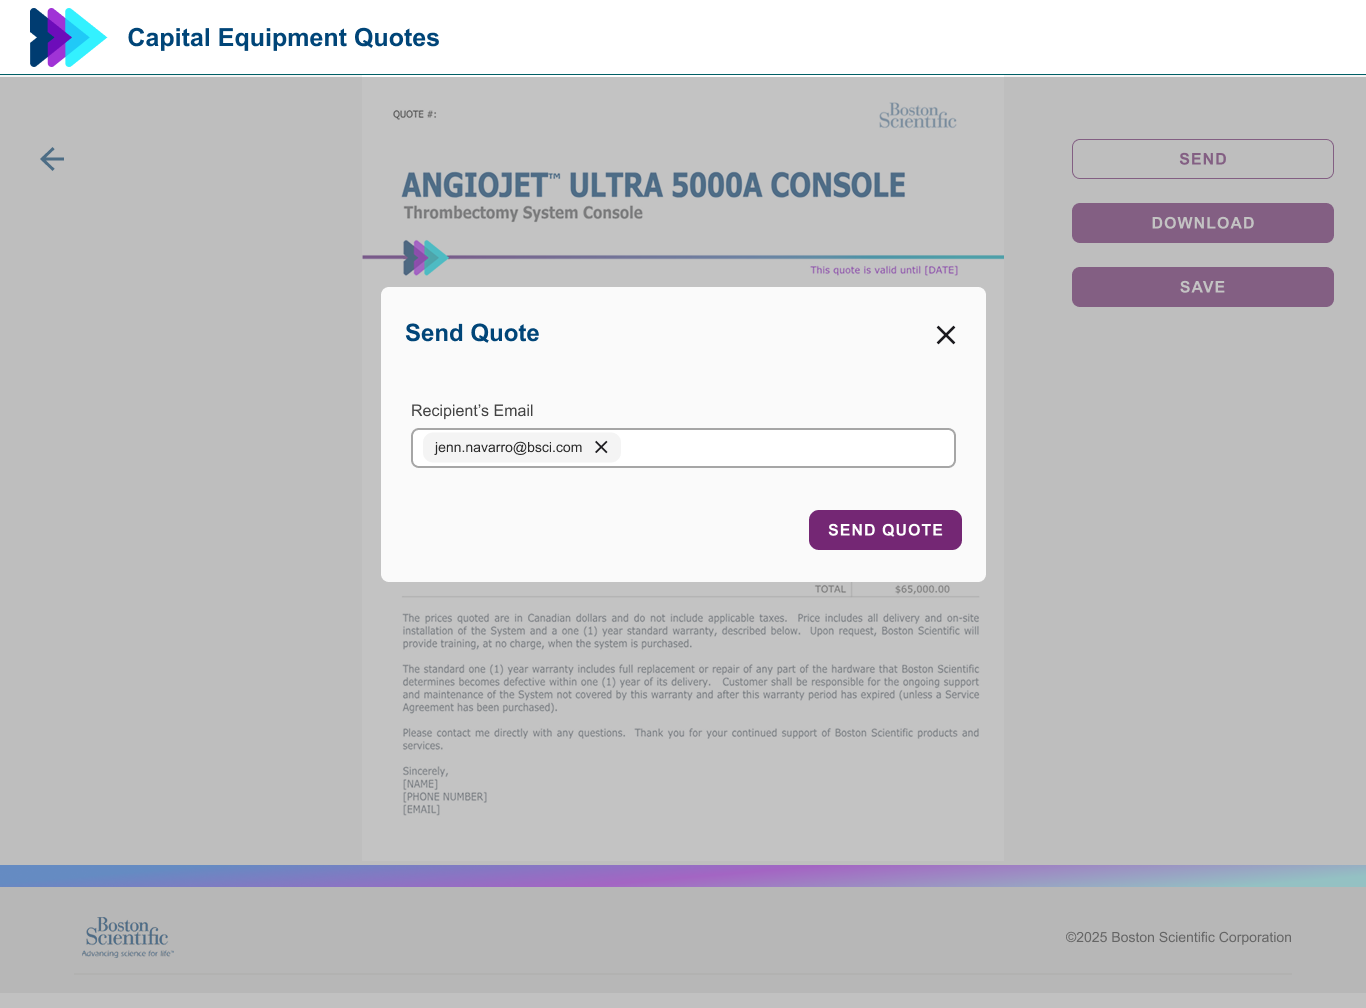 Capital Equipment Quotes
QUOTE #:
Boston
Scientific
ANGIOJET™ ULTRA 5000A CONSOLE
Thrombectomy System Console
This quote is valid until [DATE]
SEND
DOWNLOAD
SAVE
Send Quote
Recipient’s Email
jenn.navarro@bsci.com
SEND QUOTE
TOTAL $65,000.00
The prices quoted are in Canadian dollars and do not include applicable taxes. Price includes all delivery and on-site
installation of the System and a one (1) year standard warranty, described below. Upon request, Boston Scientific will
provide training, at no charge, when the system is purchased.
The standard one (1) year warranty includes full replacement or repair of any part of the hardware that Boston Scientific
determines becomes defective within one (1) year of its delivery. Customer shall be responsible for the ongoing support
and maintenance of the System not covered by this warranty and after this warranty period has expired (unless a Service
Agreement has been purchased).
Please contact me directly with any questions. Thank you for your continued support of Boston Scientific products and
services.
Sincerely,
[NAME]
[PHONE NUMBER]
[EMAIL]
Boston
Scientific
Advancing science for life™
©2025 Boston Scientific Corporation